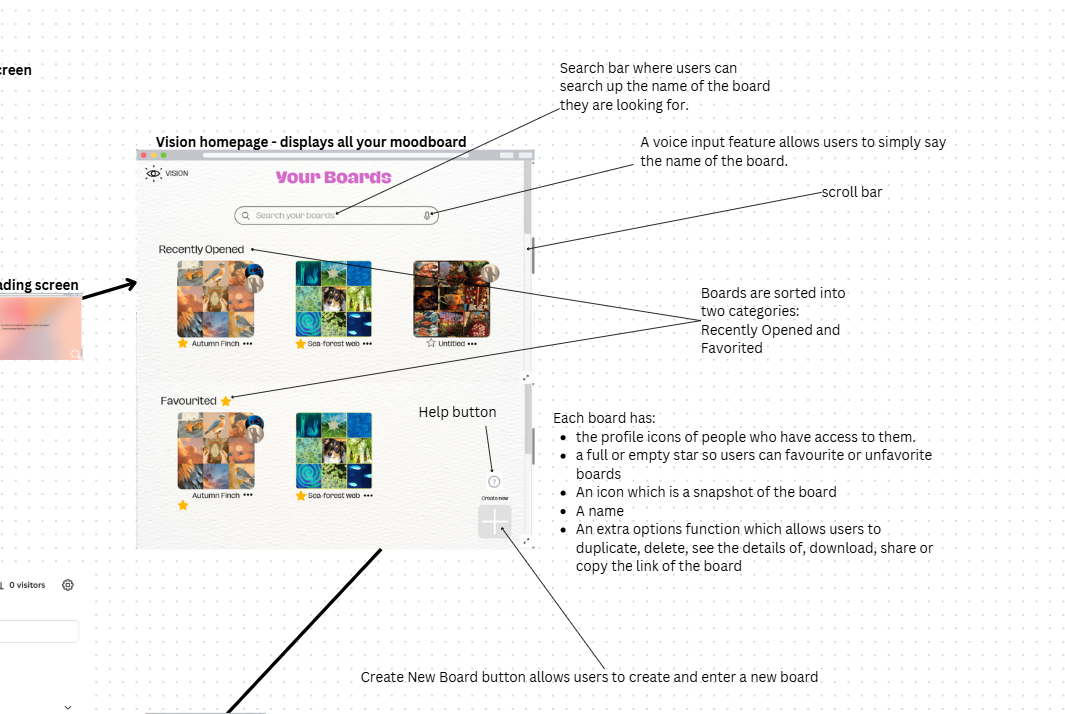 creen
Search bar where users can
search up the name of the board
they are looking for.
Vision homepage - displays all your moodboard
A voice input feature allows users to simply say
the name of the board.
VISION
Your Boards
scroll bar
Search your boards
Recently Opened
ading screen
Boards are sorted into
two categories:
Recently Opened and
Favorited
Autumn Finch •••
Sea-forest web •••
Untitled •••
Favourited
Help button
Each board has:
• the profile icons of people who have access to them.
• a full or empty star so users can favourite or unfavorite
boards
• An icon which is a snapshot of the board
• A name
• An extra options function which allows users to
duplicate, delete, see the details of, download, share or
copy the link of the board
?
Autumn Finch •••
Sea-forest web •••
Create new
0 visitors
Create New Board button allows users to create and enter a new board